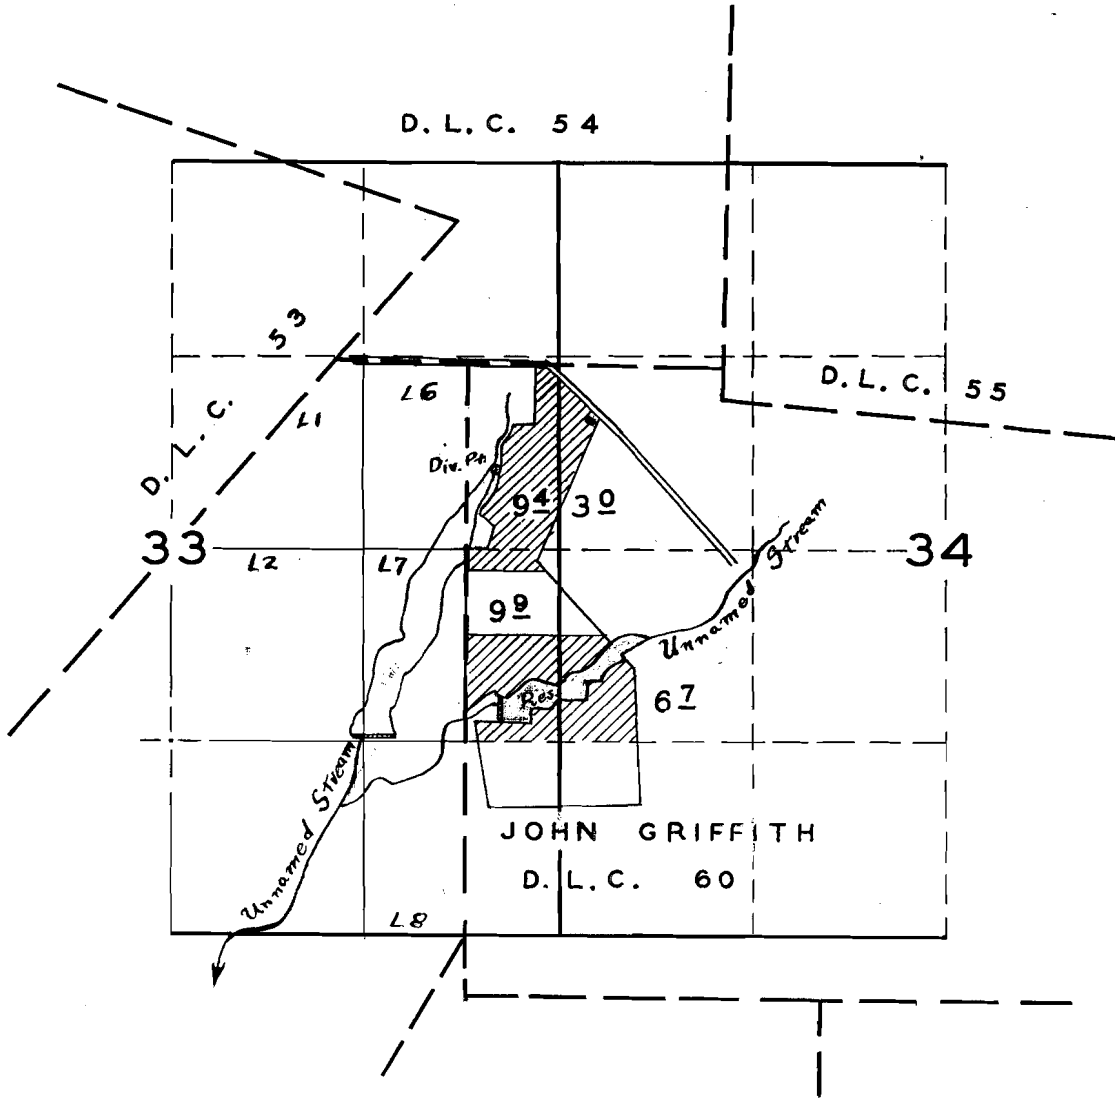 D. L. C. 54
D. L. C. 53
D. L. C. 55
L6
L1
Div. Pt.
9 4
3 0
33
L2
L7
34
9 9
Unnamed Stream
Res.
6 7
Unnamed Stream
JOHN GRIFFITH
D. L. C. 60
L8